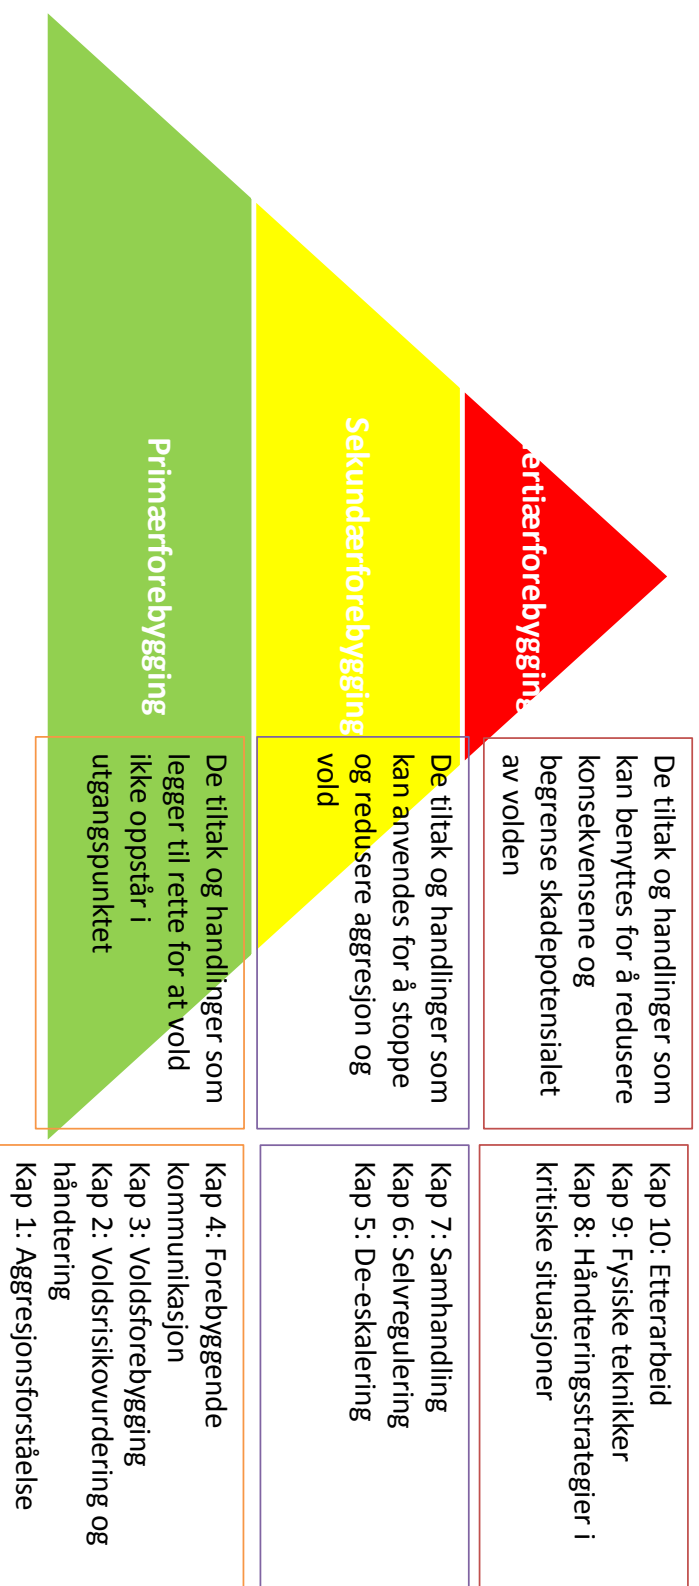 Tertiærforebygging
De tiltak og handlinger som
kan benyttes for å redusere
konsekvensene og
begrense skadepotensialet
av volden
Kap 10: Etterarbeid
Kap 9: Fysiske teknikker
Kap 8: Håndteringsstrategier i
kritiske situasjoner
Sekundærforebygging
De tiltak og handlinger som
kan anvendes for å stoppe
og redusere aggresjon og
vold
Kap 7: Samhandling
Kap 6: Selvregulering
Kap 5: De-eskalering
Primærforebygging
De tiltak og handlinger som
legger til rette for at vold
ikke oppstår i
utgangspunktet
Kap 4: Forebyggende
kommunikasjon
Kap 3: Voldsforebygging
Kap 2: Voldsrisikovurdering og
håndtering
Kap 1: Aggresjonsforståelse